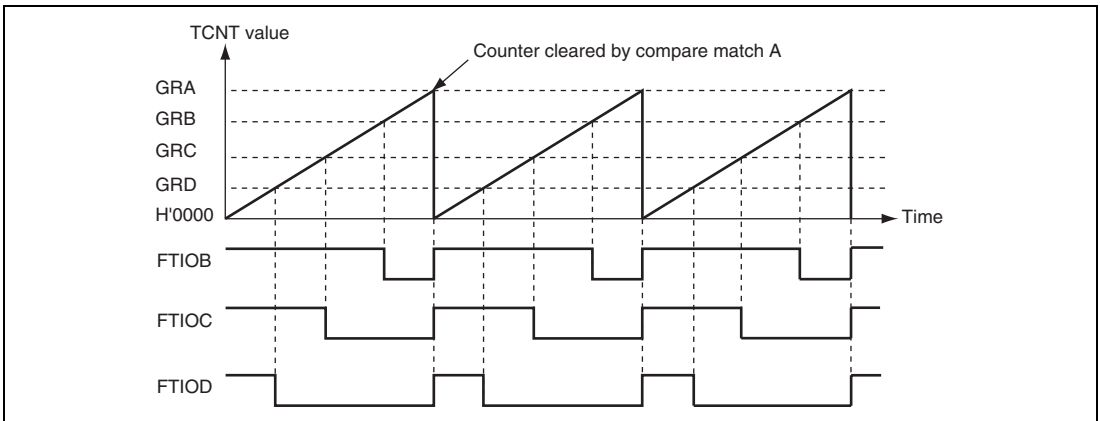 TCNT value
Counter cleared by compare match A
GRA
GRB
GRC
GRD
H'0000
Time
FTIOB
FTIOC
FTIOD